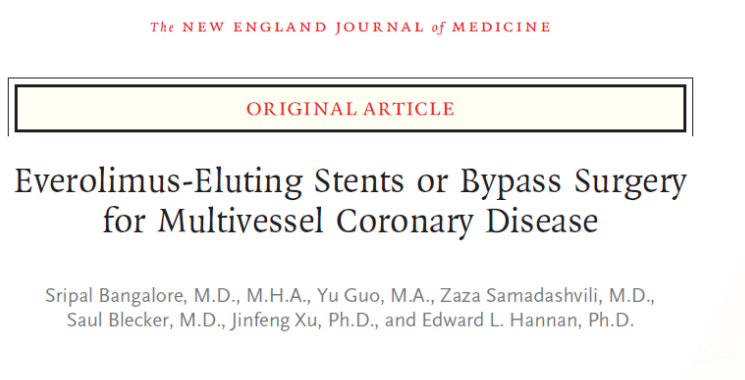 The NEW ENGLAND JOURNAL of MEDICINE
ORIGINAL ARTICLE
Everolimus-Eluting Stents or Bypass Surgery
for Multivessel Coronary Disease
Sripal Bangalore, M.D., M.H.A., Yu Guo, M.A., Zaza Samadashvili, M.D.,
Saul Blecker, M.D., Jinfeng Xu, Ph.D., and Edward L. Hannan, Ph.D.